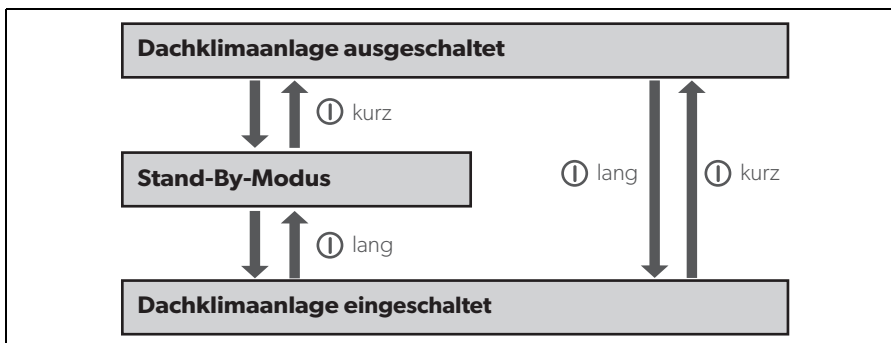 Dachklimaanlage ausgeschaltet
kurz
Stand-By-Modus
lang
kurz
lang
Dachklimaanlage eingeschaltet